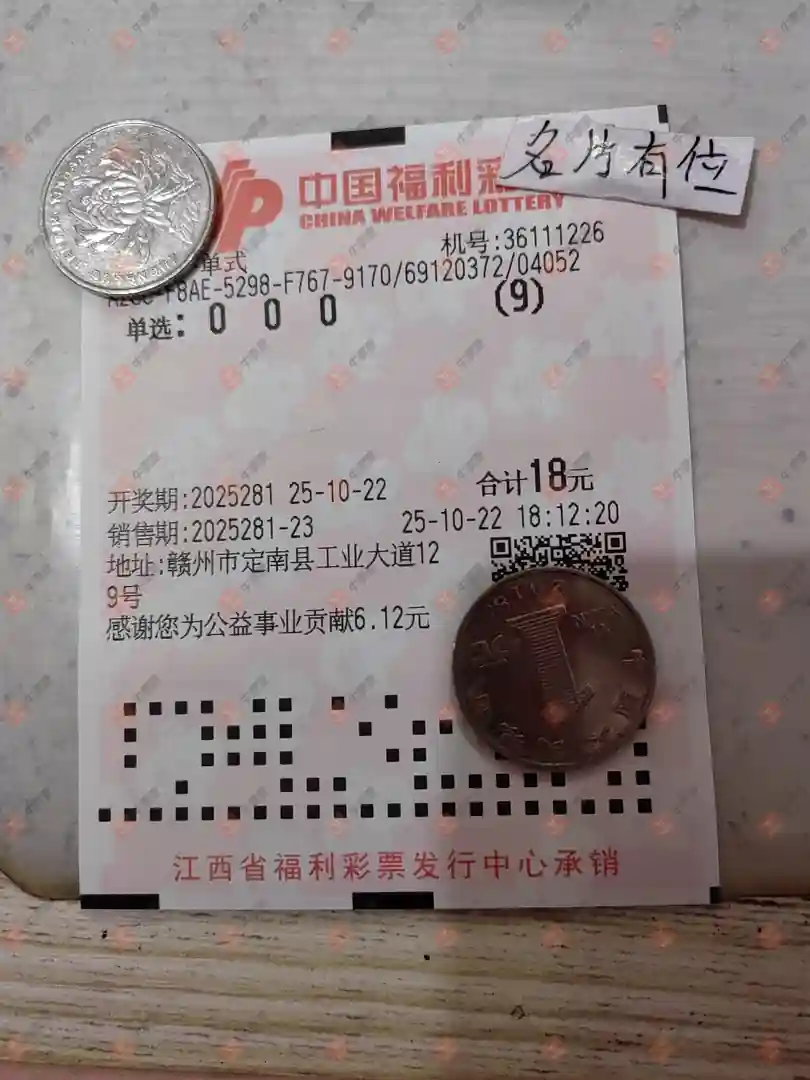 名片有位
中国福利彩
CHINA WELFARE LOTTERY
机号:36111226
单式
F8AE-5298-F767-9170/69120372/04052
单选: 0 0 0 (9)
合计18元
开奖期:2025281 25-10-22
销售期:2025281-23 25-10-22 18:12:20
地址:赣州市定南县工业大道12
9号
感谢您为公益事业贡献6.12元
江西省福利彩票发行中心承销